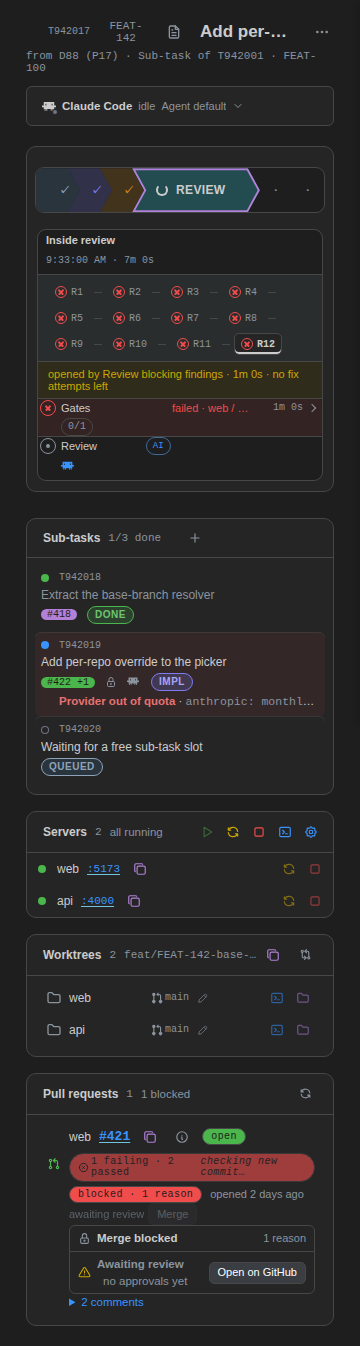 T942017 FEAT-142 Add per-…
from D88 (P17) · Sub-task of T942001 · FEAT-100
Claude Code idle Agent default
REVIEW
Inside review
9:33:00 AM · 7m 0s
R1 R2 R3 R4
R5 R6 R7 R8
R9 R10 R11 R12
opened by Review blocking findings · 1m 0s · no fix attempts left
Gates failed · web / … 1m 0s
0/1
Review AI
Sub-tasks 1/3 done
T942018
Extract the base-branch resolver
#418 DONE
T942019
Add per-repo override to the picker
#422 +1 IMPL
Provider out of quota · anthropic: monthl…
T942020
Waiting for a free sub-task slot
QUEUED
Servers 2 all running
web :5173
api :4000
Worktrees 2 feat/FEAT-142-base-…
web main
api main
Pull requests 1 1 blocked
web #421 open
1 failing · 2 passed checking new commit…
blocked · 1 reason opened 2 days ago
awaiting review Merge
Merge blocked 1 reason
Awaiting review
no approvals yet Open on GitHub
2 comments